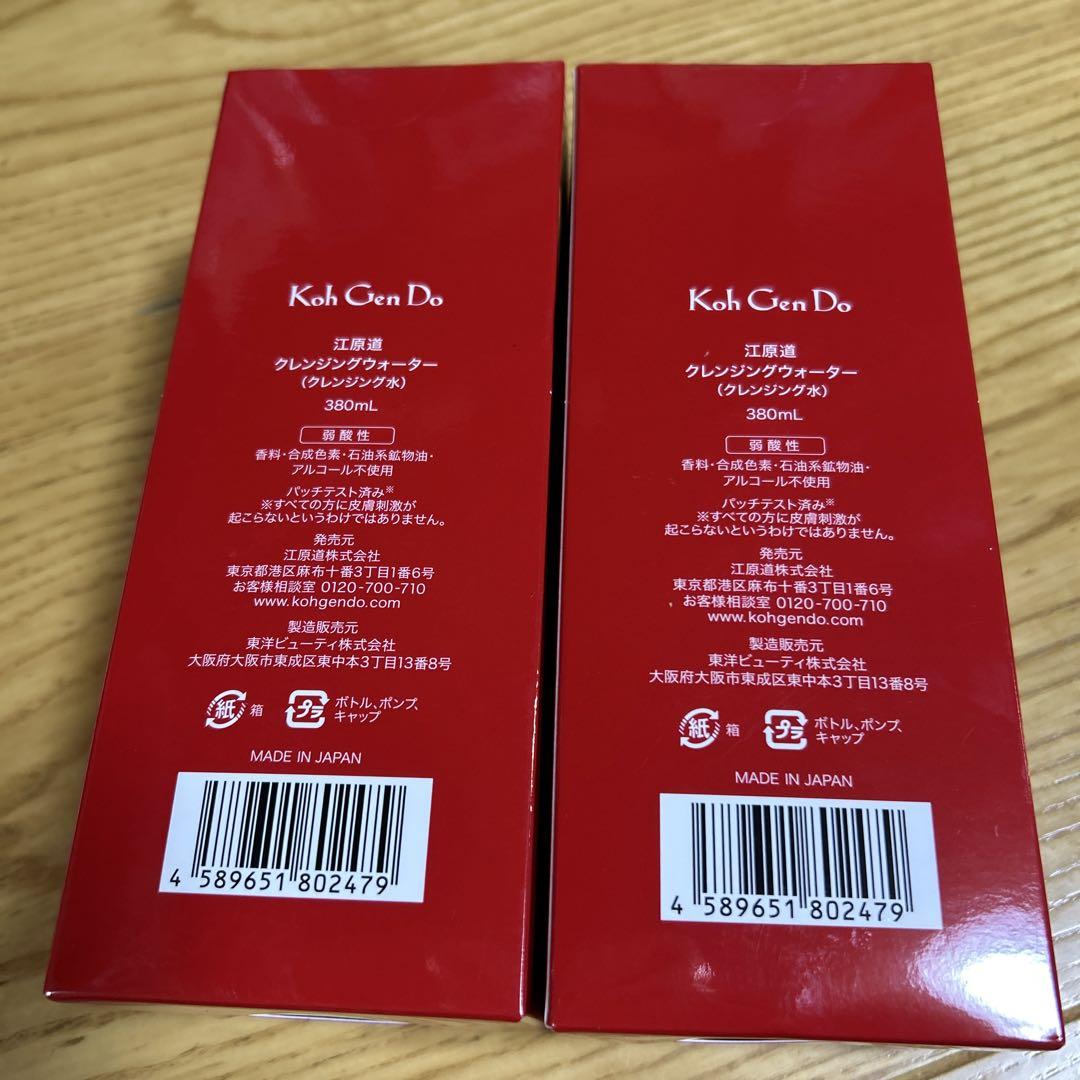 Koh Gen Do
江原道
クレンジングウォーター
(クレンジング水)
380mL
弱酸性
香料・合成色素・石油系鉱物油・
アルコール不使用
パッチテスト済み※
※すべての方に皮膚刺激が
起こらないというわけではありません。
発売元
江原道株式会社
東京都港区麻布十番3丁目1番6号
お客様相談室 0120-700-710
www.kohgendo.com
製造販売元
東洋ビューティ株式会社
大阪府大阪市東成区東中本3丁目13番8号
紙 箱
プラ ボトル、ポンプ、
キャップ
MADE IN JAPAN
4 589651 802479
Koh Gen Do
江原道
クレンジングウォーター
(クレンジング水)
380mL
弱酸性
香料・合成色素・石油系鉱物油・
アルコール不使用
パッチテスト済み※
※すべての方に皮膚刺激が
起こらないというわけではありません。
発売元
江原道株式会社
東京都港区麻布十番3丁目1番6号
お客様相談室 0120-700-710
www.kohgendo.com
製造販売元
東洋ビューティ株式会社
大阪府大阪市東成区東中本3丁目13番8号
紙 箱
プラ ボトル、ポンプ、
キャップ
MADE IN JAPAN
4 589651 802479